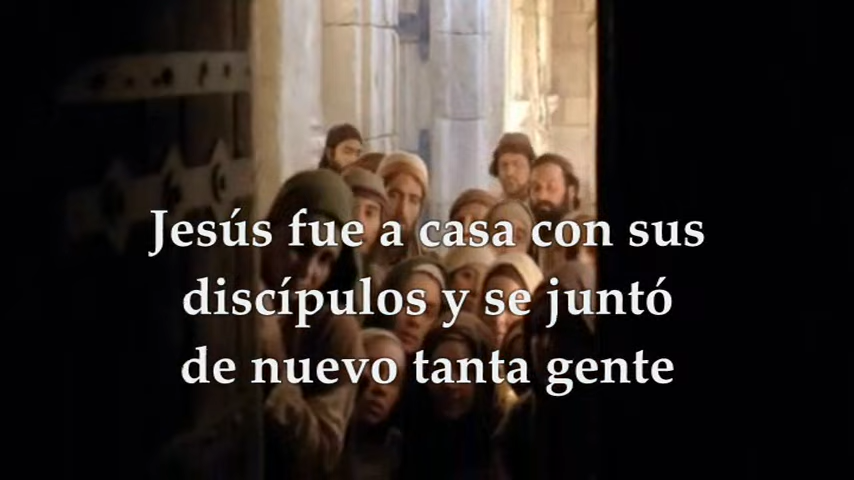 Jesús fue a casa con sus
discípulos y se juntó
de nuevo tanta gente